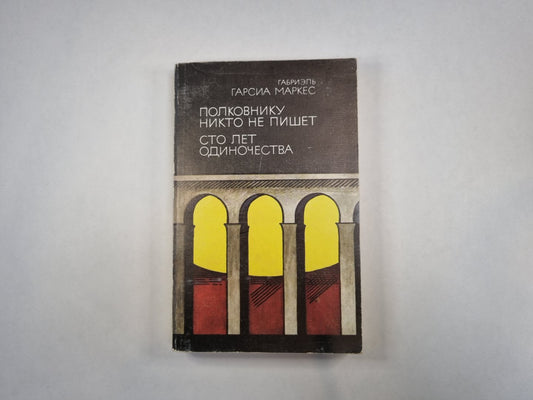 ГАБРИЭЛЬ
ГАРСИА МАРКЕС
ПОЛКОВНИКУ
НИКТО НЕ ПИШЕТ
СТО ЛЕТ
ОДИНОЧЕСТВА